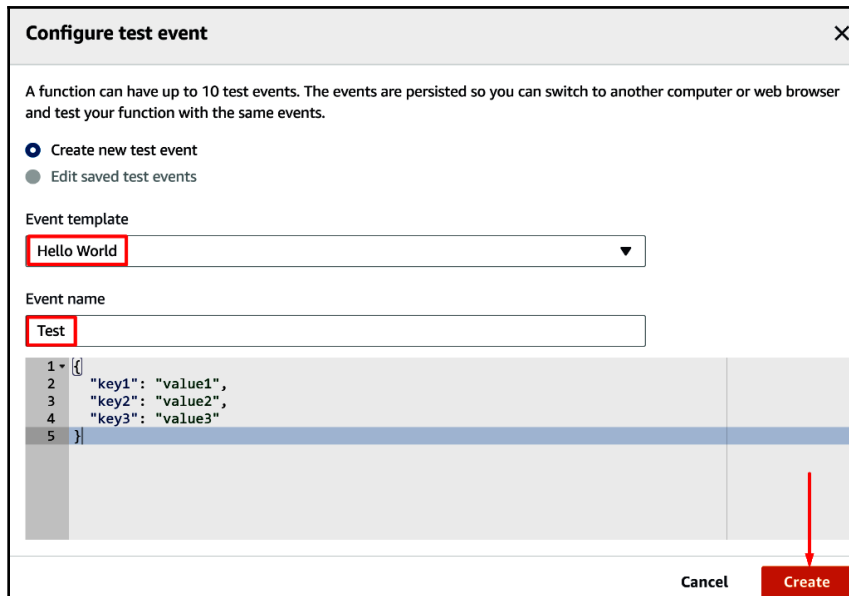 Configure test event
A function can have up to 10 test events. The events are persisted so you can switch to another computer or web browser
and test your function with the same events.
Create new test event
Edit saved test events
Event template
Hello World
Event name
Test
1 {
2 "key1": "value1",
3 "key2": "value2",
4 "key3": "value3"
5 }
Cancel Create